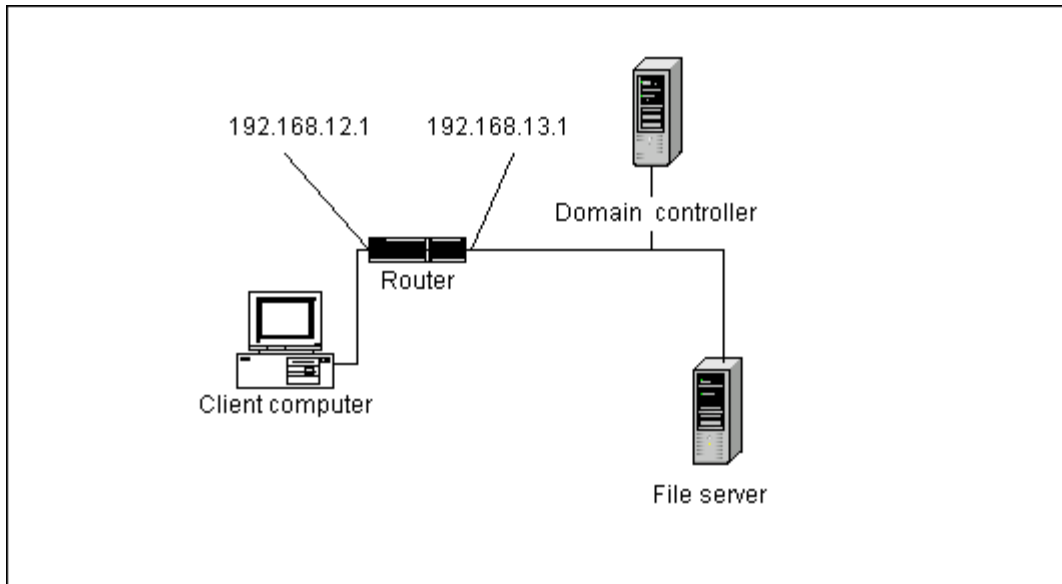 192.168.12.1
192.168.13.1
Domain controller
Router
Client computer
File server